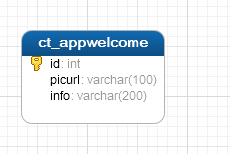 ct_appwelcome
id: int
picurl: varchar(100)
info: varchar(200)